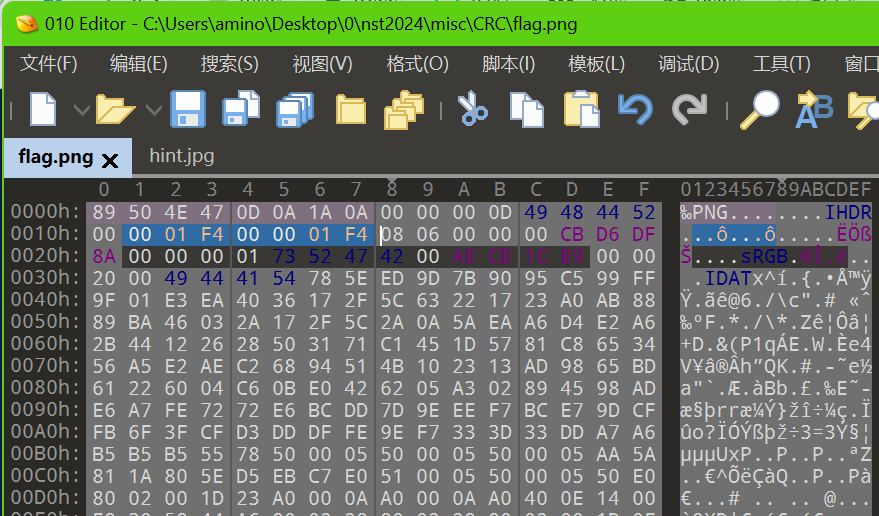 010 Editor - C:\Users\amino\Desktop\0\nst2024\misc\CRC\flag.png
文件(F) 编辑(E) 搜索(S) 视图(V) 格式(O) 脚本(I) 模板(L) 调试(D) 工具(T) 窗口
flag.png hint.jpg
0 1 2 3 4 5 6 7 8 9 A B C D E F 0123456789ABCDEF
0000h: 89 50 4E 47 0D 0A 1A 0A 00 00 00 0D 49 48 44 52 ‰PNG........IHDR
0010h: 00 00 01 F4 00 00 01 F4 08 06 00 00 00 CB D6 DF ...ô...ô.....ËÖß
0020h: 8A 00 00 00 01 73 52 47 42 00 AE CE 1C E9 00 00 Š....sRGB.®Î.é..
0030h: 20 00 49 44 41 54 78 5E ED 9D 7B 90 95 C5 99 FF  .IDATx^í.{.•Å™ÿ
0040h: 9F 01 E3 EA 40 36 17 2F 5C 63 22 17 23 A0 AB 88 Ÿ.ãê@6./\c".# «ˆ
0050h: 89 BA 46 03 2A 17 2F 5C 2A 0A 5A EA A6 D4 E2 A6 ‰ºF.*./\*.Zê¦Ôâ¦
0060h: 2B 44 12 26 28 50 31 71 C1 45 1D 57 81 C8 65 34 +D.&(P1qÁE.W.Èe4
0070h: 56 A5 E2 AE C2 68 94 51 4B 10 23 13 AD 98 65 BD V¥â®Âh”QK.#.-˜e½
0080h: 61 22 60 04 C6 0B E0 42 62 05 A3 02 89 45 98 AD a"`.Æ.àBb.£.‰E˜-
0090h: E6 A7 FE 72 72 E6 BC DD 7D 9E EE F7 BC E7 9D CF æ§þrræ¼Ý}žî÷¼ç.Ï
00A0h: FB 6F 3F CF D3 DD DD FE 9E F7 33 3D 33 DD A7 A6 ûo?ÏÓÝÝþž÷3=3Ý§¦
00B0h: B5 B5 B5 55 78 50 00 05 50 00 05 50 00 05 AA 5A µµµUxP..P..P..ªZ
00C0h: 81 1A 80 5E D5 EB C7 E0 51 00 05 50 00 05 50 E0 ..€^ÕëÇàQ..P..Pà
00D0h: 80 02 00 1D 23 A0 00 0A A0 00 0A A0 40 0E 14 00 €...# .. .. @...